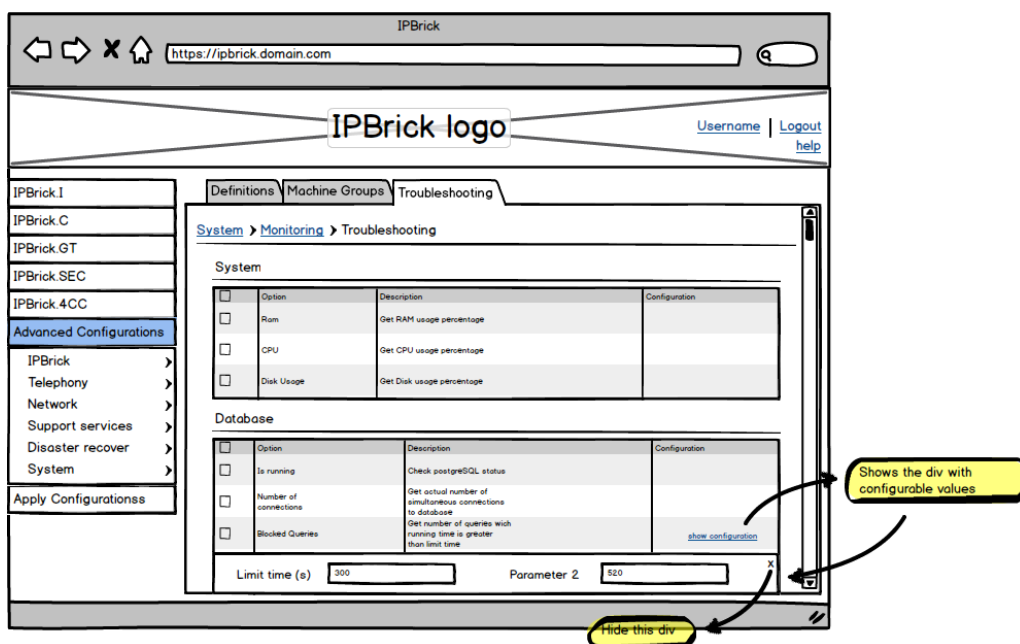 IPBrick
https://ipbrick.domain.com
IPBrick logo
Username | Logout
help
IPBrick.I
IPBrick.C
IPBrick.GT
IPBrick.SEC
IPBrick.4CC
Advanced Configurations
IPBrick
Telephony
Network
Support services
Disaster recover
System
Apply Configurationss
Definitions Machine Groups Troubleshooting
System > Monitoring > Troubleshooting
System
Option Description Configuration
Ram Get RAM usage percentage
CPU Get CPU usage percentage
Disk Usage Get Disk usage percentage
Database
Option Description Configuration
Is running Check postgreSQL status
Number of
connections
Get actual number of
simultaneous connections
to database
Blocked Queries
Get number of queries wich
running time is greater
than limit time
show configuration
X
Limit time (s) 300 Parameter 2 520
Shows the div with
configurable values
Hide this div